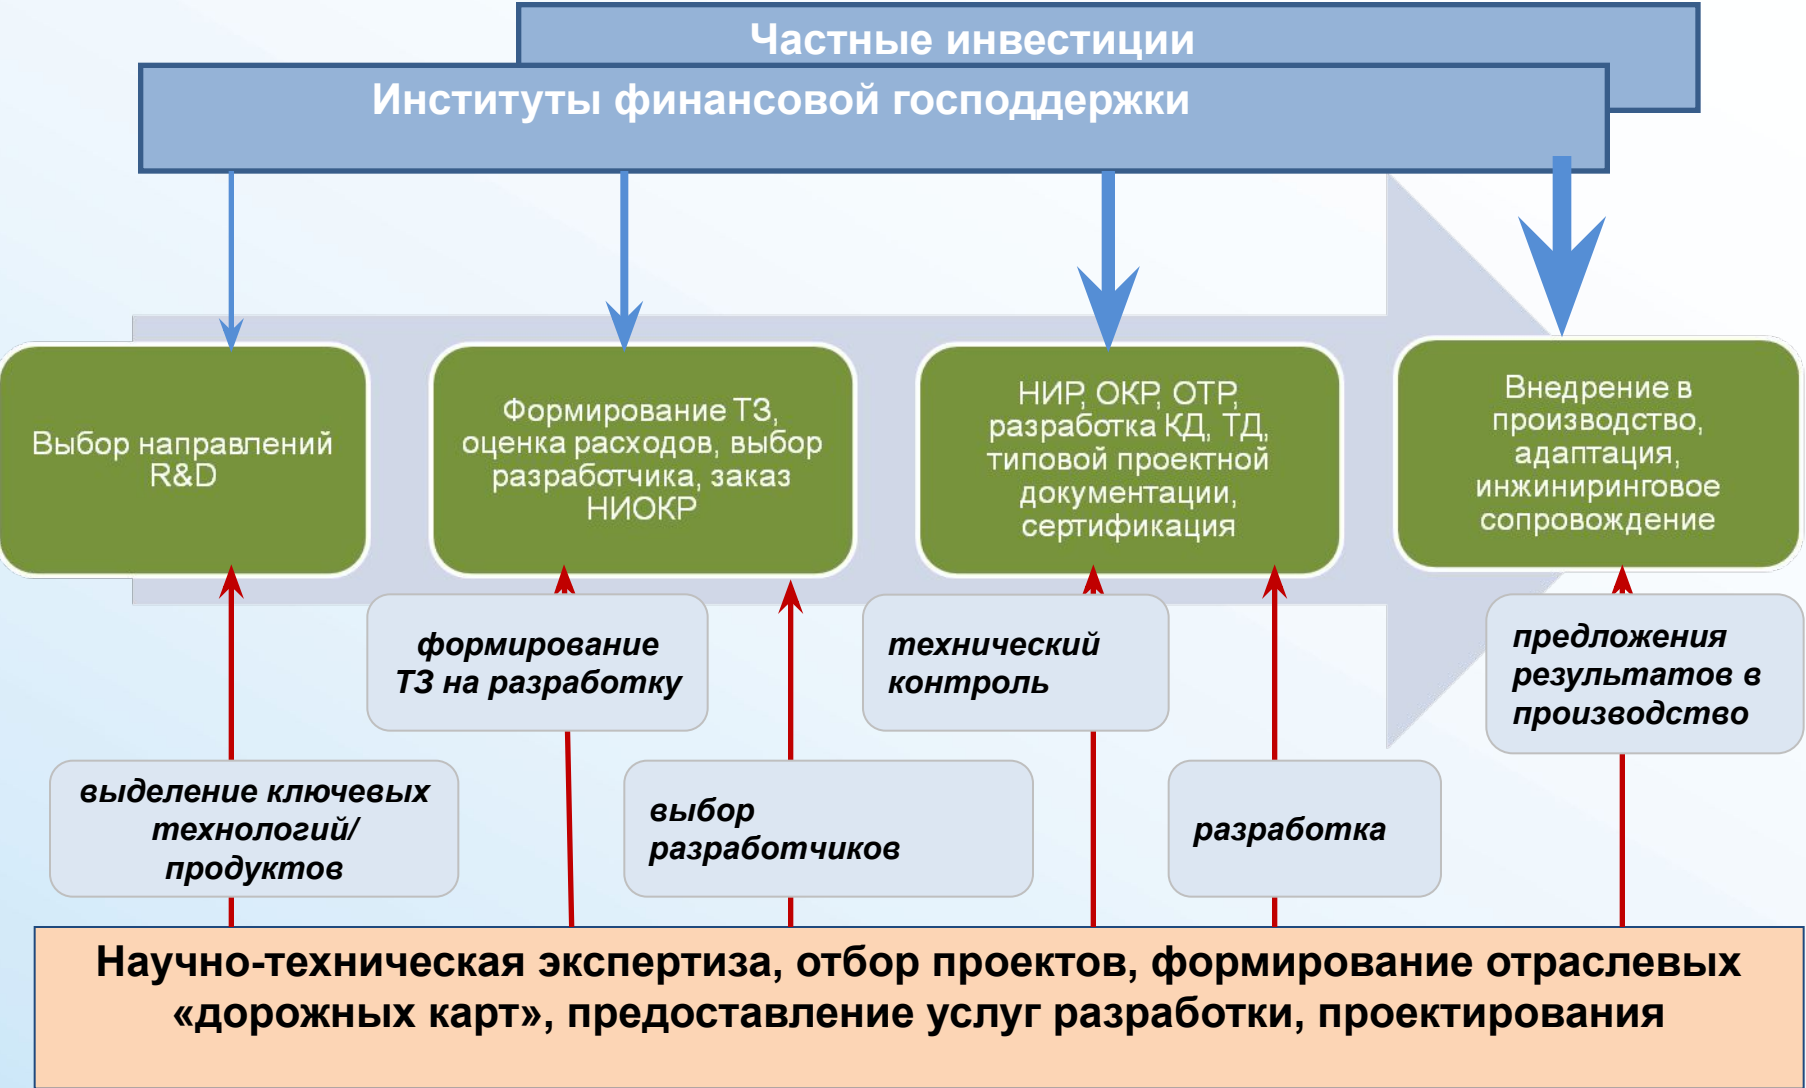 Частные инвестиции
Институты финансовой господдержки
Выбор направлений
R&D
Формирование ТЗ,
оценка расходов, выбор
разработчика, заказ
НИОКР
НИР, ОКР, ОТР,
разработка КД, ТД,
типовой проектной
документации,
сертификация
Внедрение в
производство,
адаптация,
инжиниринговое
сопровождение
формирование
ТЗ на разработку
технический
контроль
предложения
результатов в
производство
выделение ключевых
технологий/
продуктов
выбор
разработчиков
разработка
Научно-техническая экспертиза, отбор проектов, формирование отраслевых
«дорожных карт», предоставление услуг разработки, проектирования